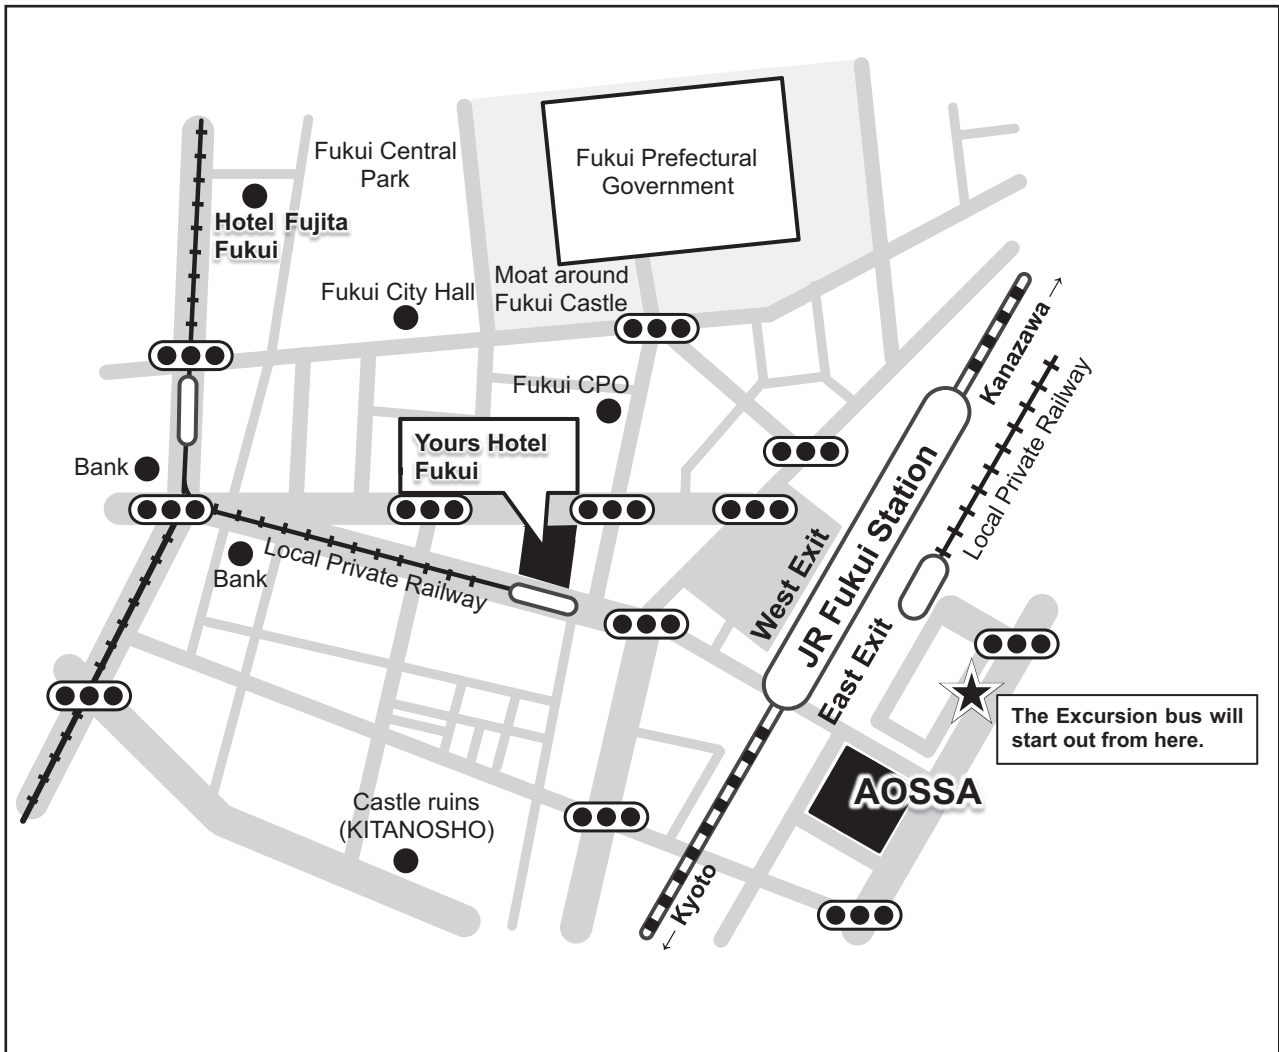 Fukui Central
Park
Fukui Prefectural
Government
Hotel Fujita
Fukui
Moat around
Fukui Castle
Fukui City Hall
Kanazawa →
Fukui CPO
Local Private Railway
Yours Hotel
Fukui
Bank
JR Fukui Station
West Exit
Bank
Local Private Railway
East Exit
The Excursion bus will
start out from here.
AOSSA
Castle ruins
(KITANOSHO)
← Kyoto